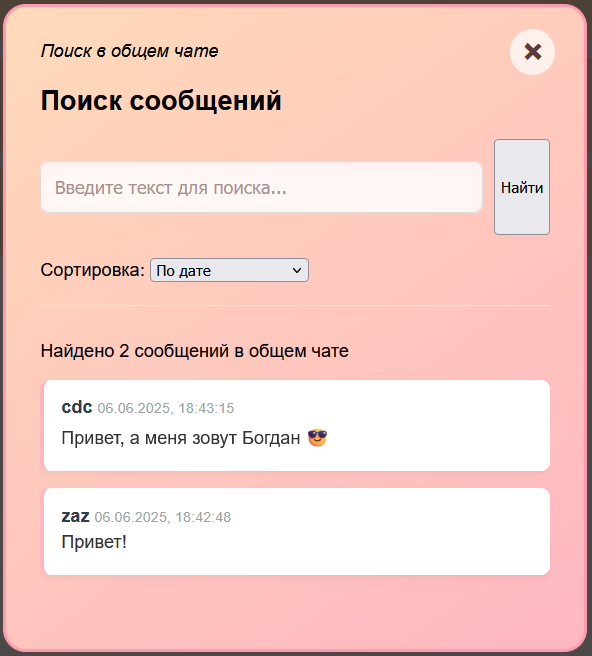 Поиск в общем чате
Поиск сообщений
Введите текст для поиска...
Найти
Сортировка: По дате
Найдено 2 сообщений в общем чате
cdc 06.06.2025, 18:43:15
Привет, а меня зовут Богдан 😎
zaz 06.06.2025, 18:42:48
Привет!